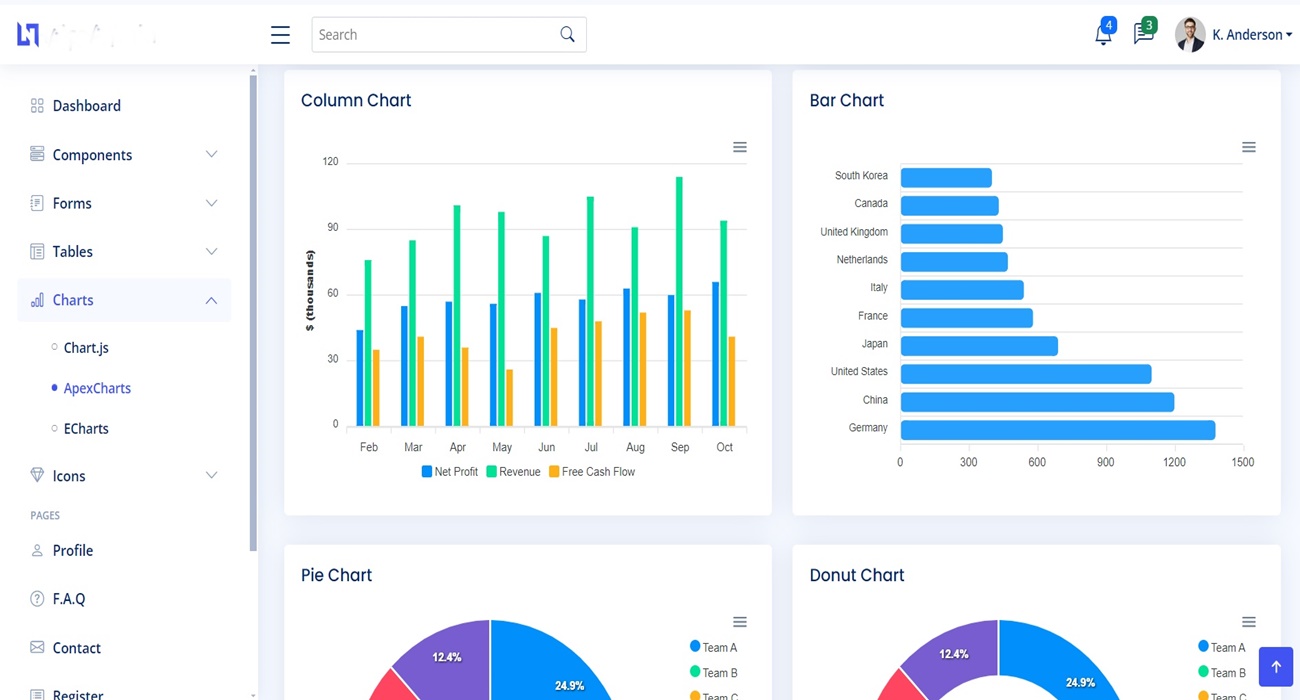 Search
4
3
K. Anderson
Dashboard
Components
Forms
Tables
Charts
Chart.js
ApexCharts
ECharts
Icons
PAGES
Profile
F.A.Q
Contact
Register
Column Chart
120
90
60
30
0
$ (thousands)
Feb Mar Apr May Jun Jul Aug Sep Oct
Net Profit Revenue Free Cash Flow
Bar Chart
South Korea
Canada
United Kingdom
Netherlands
Italy
France
Japan
United States
China
Germany
0 300 600 900 1200 1500
Pie Chart
12.4%
24.9%
Team A
Team B
Team C
Donut Chart
12.4%
24.9%
Team A
Team B
Team C